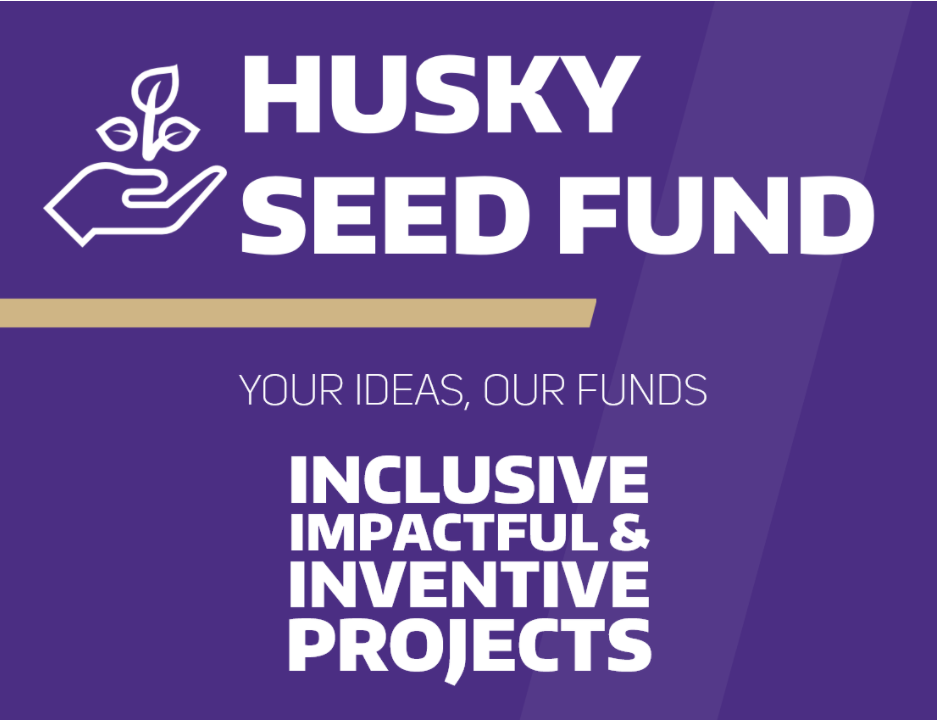 HUSKY
SEED FUND
YOUR IDEAS, OUR FUNDS
INCLUSIVE
IMPACTFUL &
INVENTIVE
PROJECTS